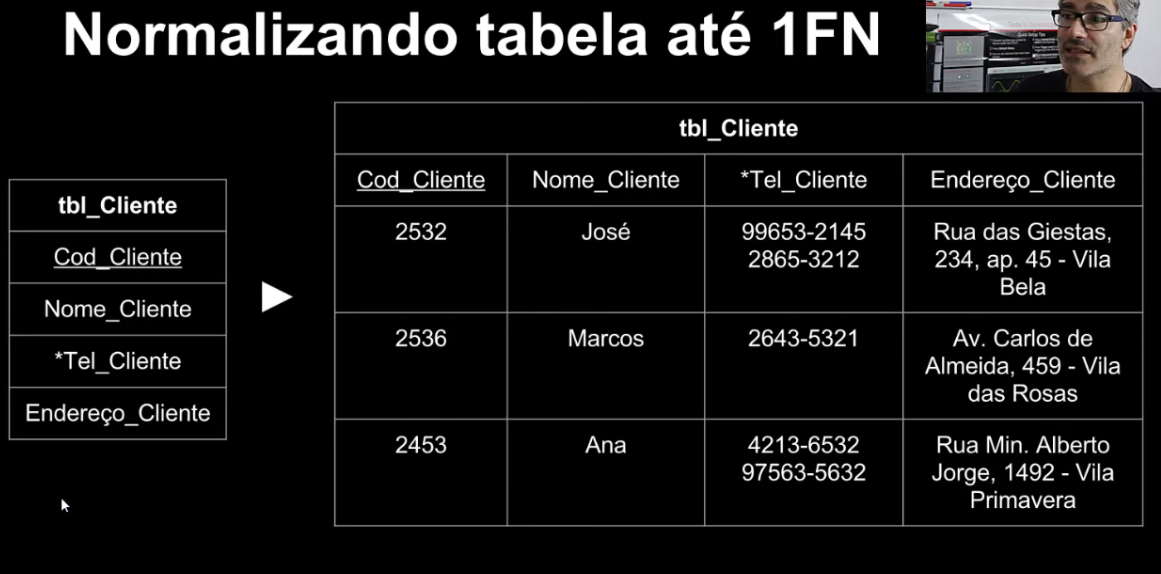 Normalizando tabela até 1FN
tbl_Cliente
Cod_Cliente
Nome_Cliente
*Tel_Cliente
Endereço_Cliente
tbl_Cliente
Cod_Cliente Nome_Cliente *Tel_Cliente Endereço_Cliente
2532 José 99653-2145 Rua das Giestas,
2865-3212 234, ap. 45 - Vila
Bela
2536 Marcos 2643-5321 Av. Carlos de
Almeida, 459 - Vila
das Rosas
2453 Ana 4213-6532 Rua Min. Alberto
97563-5632 Jorge, 1492 - Vila
Primavera